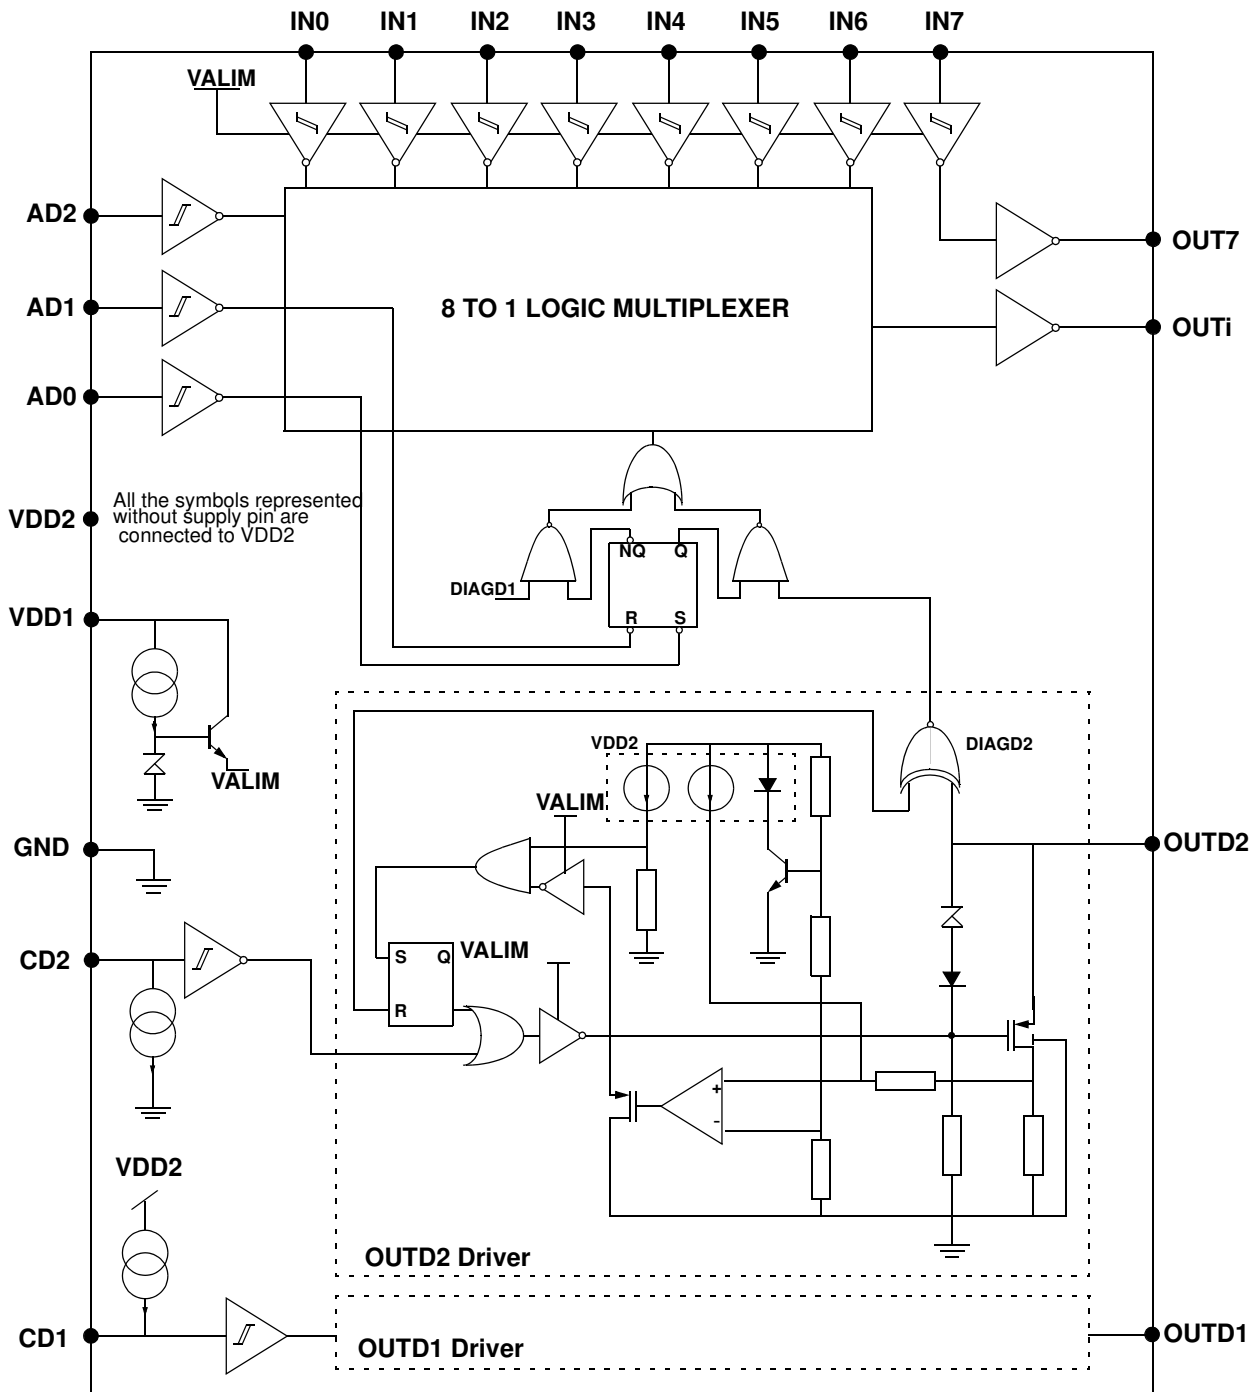 IN0 IN1 IN2 IN3 IN4 IN5 IN6 IN7
VALIM
AD2
OUT7
AD1
8 TO 1 LOGIC MULTIPLEXER
OUTi
AD0
All the symbols represented
without supply pin are
connected to VDD2
VDD2
NQ Q
DIAGD1
R S
VDD1
VALIM
VDD2
DIAGD2
VALIM
GND
OUTD2
CD2
S Q
VALIM
R
+
-
VDD2
OUTD2 Driver
CD1
OUTD1 Driver
OUTD1